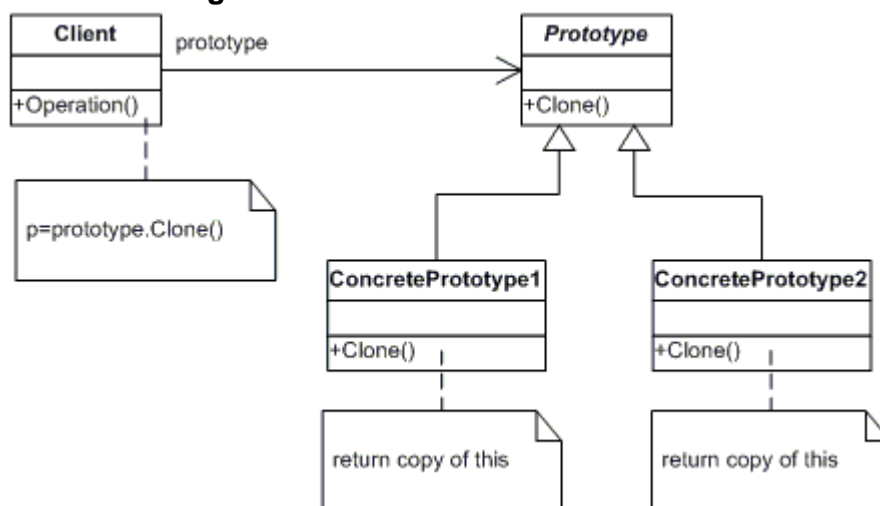 Client
prototype
Prototype
+Operation()
+Clone()
p=prototype.Clone()
ConcretePrototype1
ConcretePrototype2
+Clone()
+Clone()
return copy of this
return copy of this